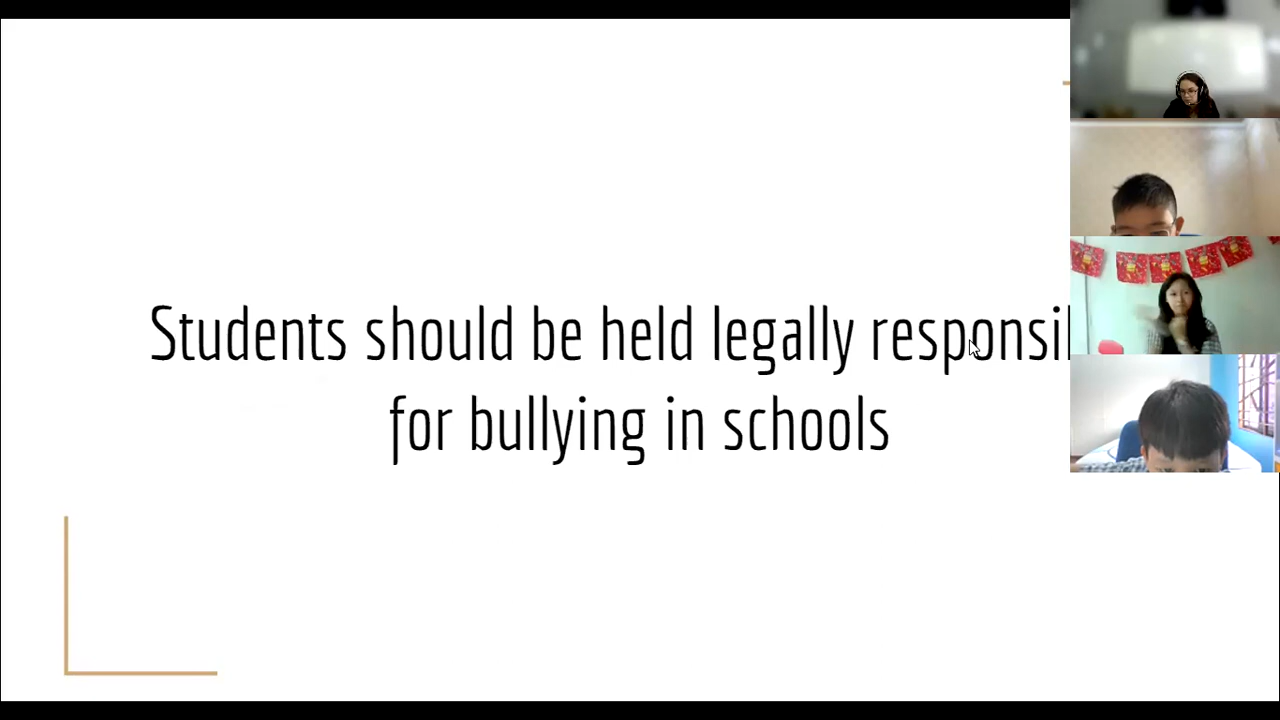 Students should be held legally responsi
for bullying in schools